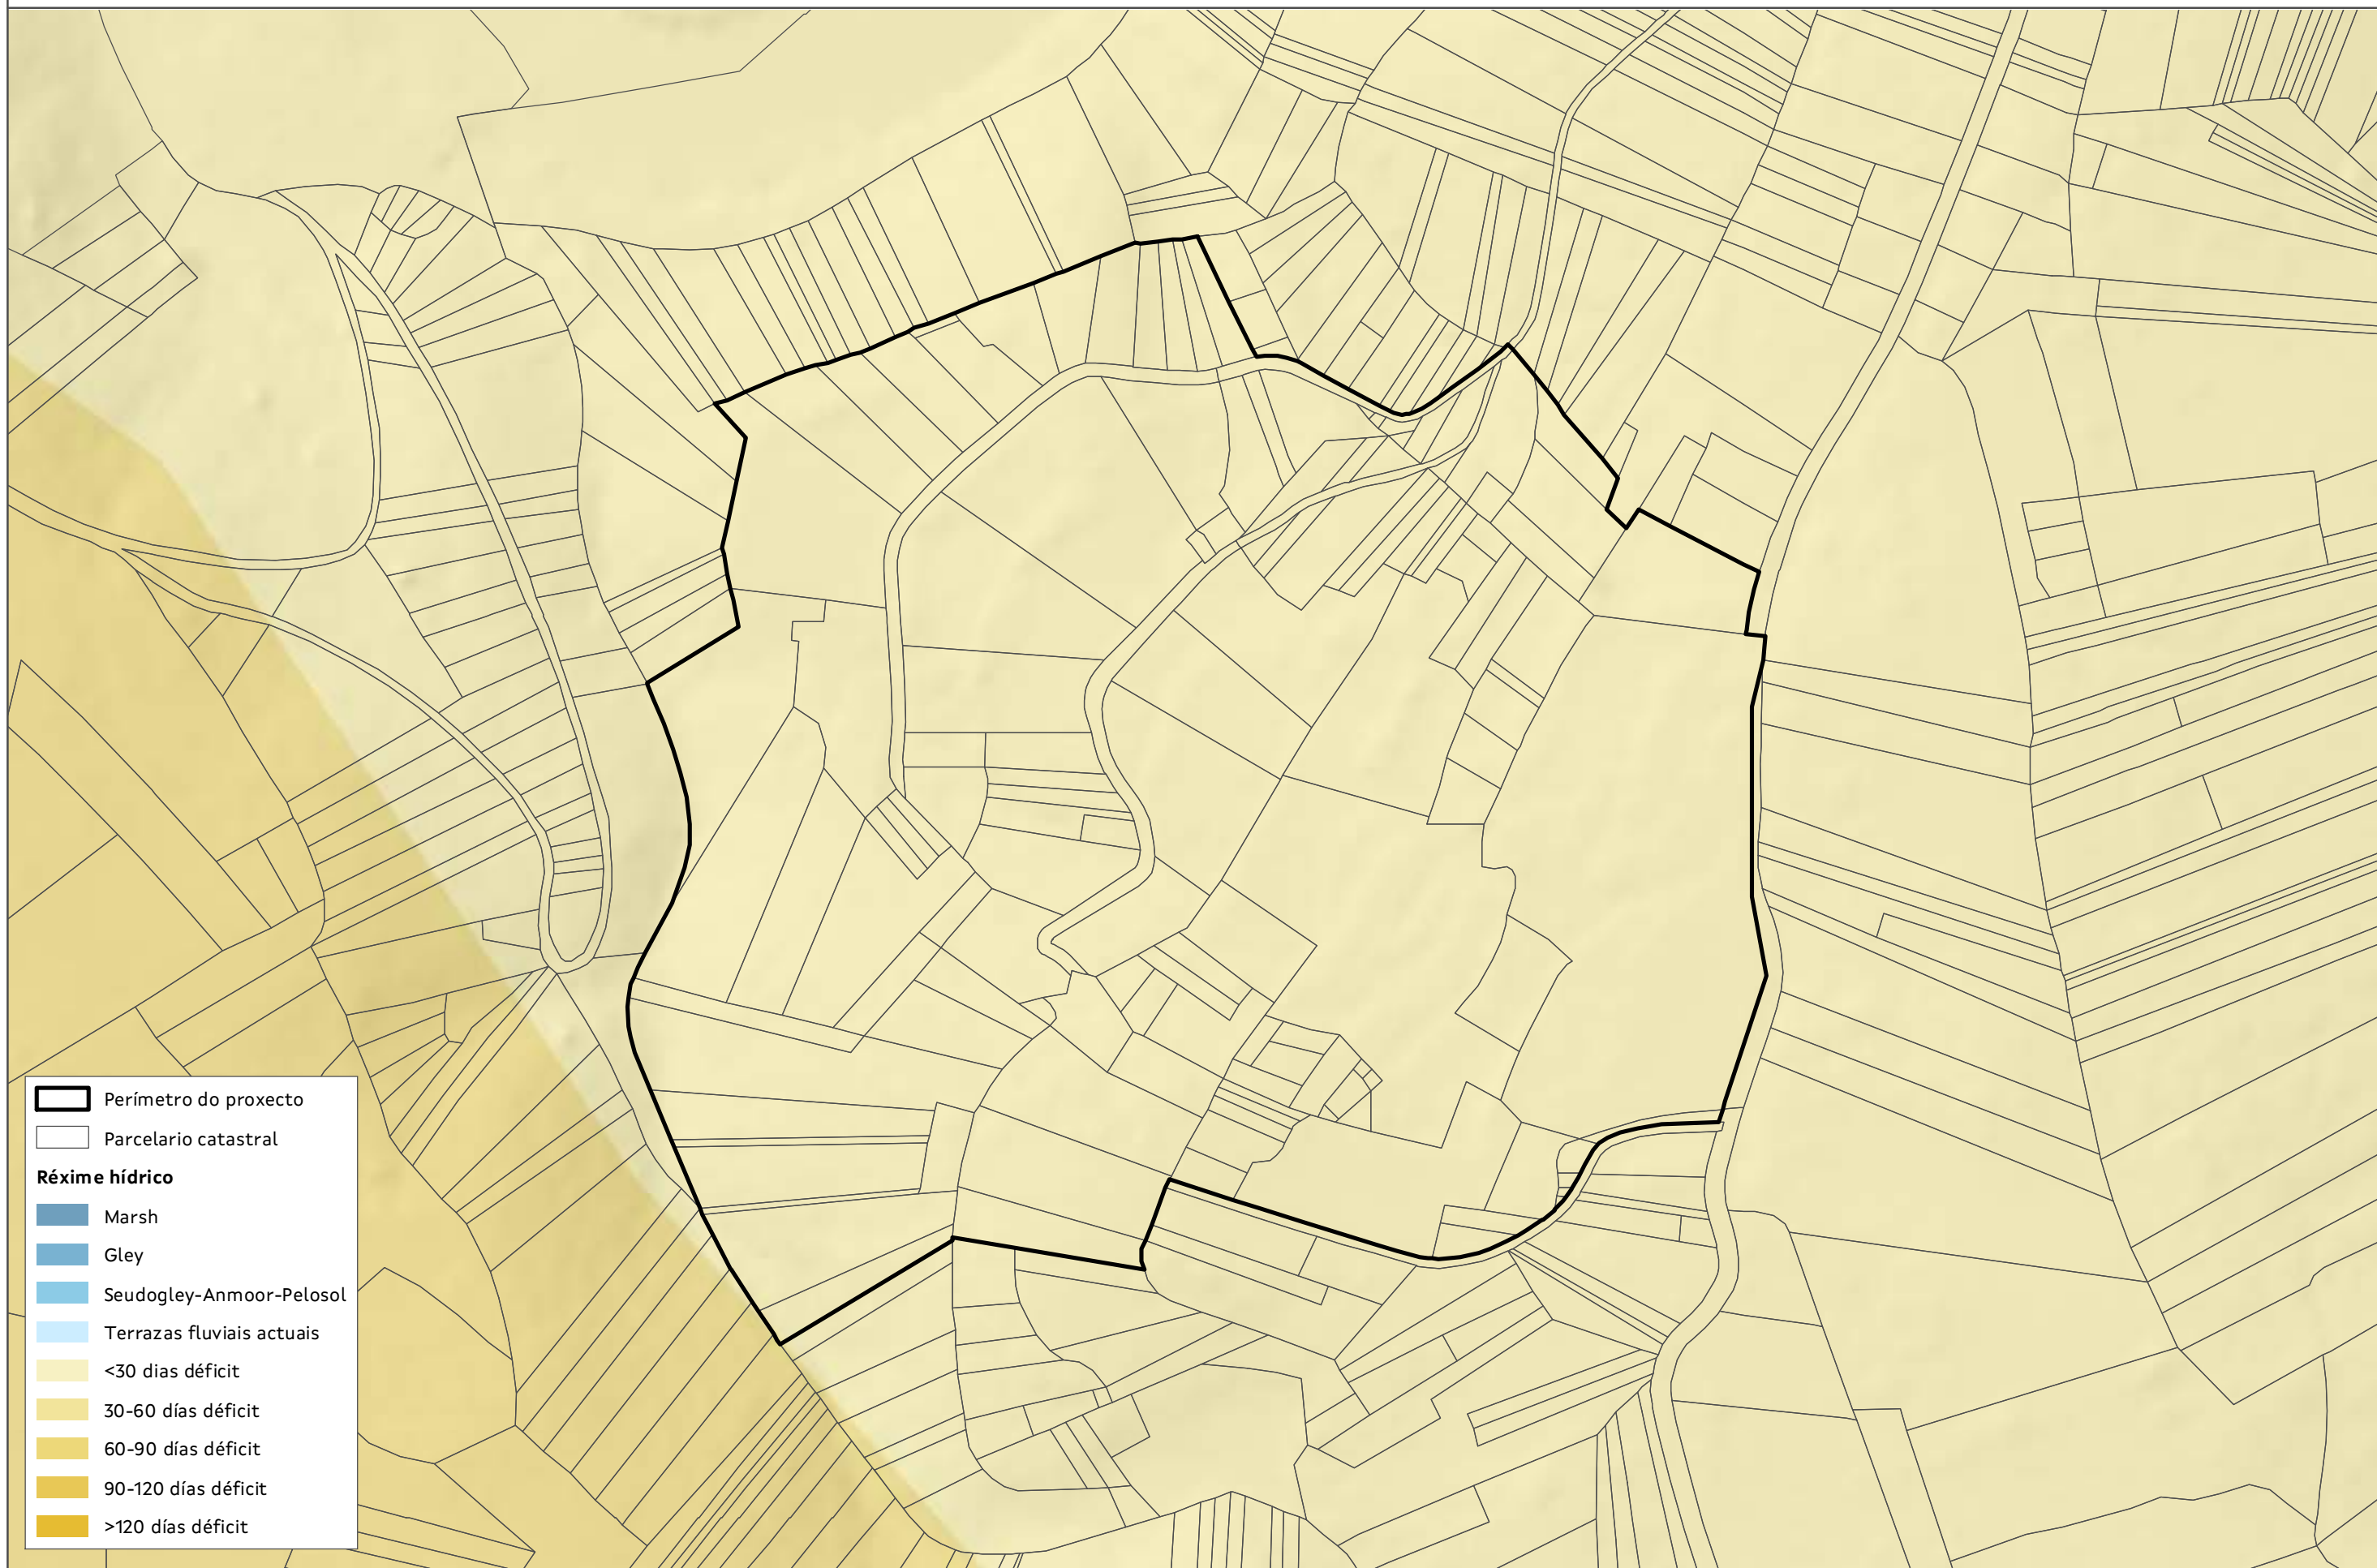 Perímetro do proxecto
Parcelario catastral
Réxime hídrico
Marsh
Gley
Seudogley-Anmoor-Pelosol
Terrazas fluviais actuais
<30 dias déficit
30-60 días déficit
60-90 días déficit
90-120 días déficit
>120 días déficit